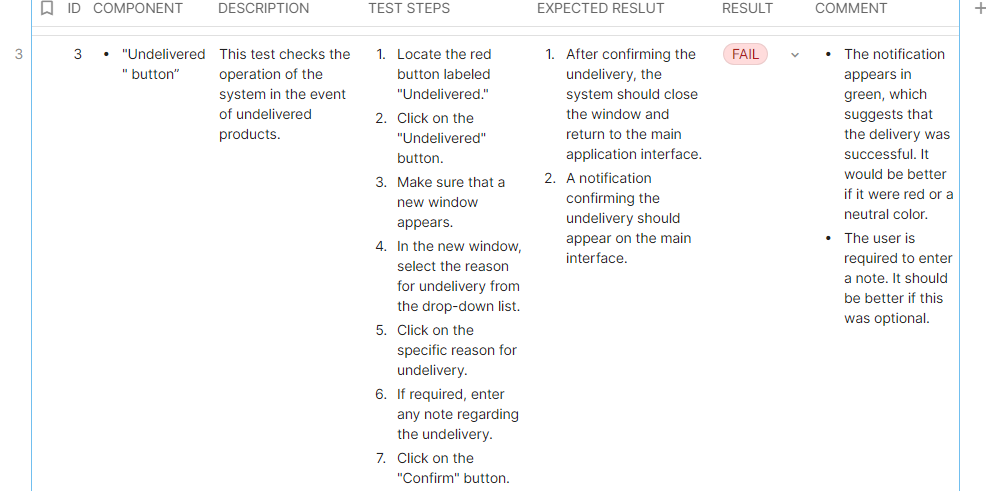 ID COMPONENT DESCRIPTION TEST STEPS EXPECTED RESLUT RESULT COMMENT
3
3
• "Undelivered
" button”
This test checks the
operation of the
system in the event
of undelivered
products.
1. Locate the red
button labeled
"Undelivered."
2. Click on the
"Undelivered"
button.
3. Make sure that a
new window
appears.
4. In the new window,
select the reason
for undelivery from
the drop-down list.
5. Click on the
specific reason for
undelivery.
6. If required, enter
any note regarding
the undelivery.
7. Click on the
"Confirm" button.
1. After confirming the
undelivery, the
system should close
the window and
return to the main
application interface.
2. A notification
confirming the
undelivery should
appear on the main
interface.
FAIL
• The notification
appears in
green, which
suggests that
the delivery was
successful. It
would be better
if it were red or a
neutral color.
• The user is
required to enter
a note. It should
be better if this
was optional.